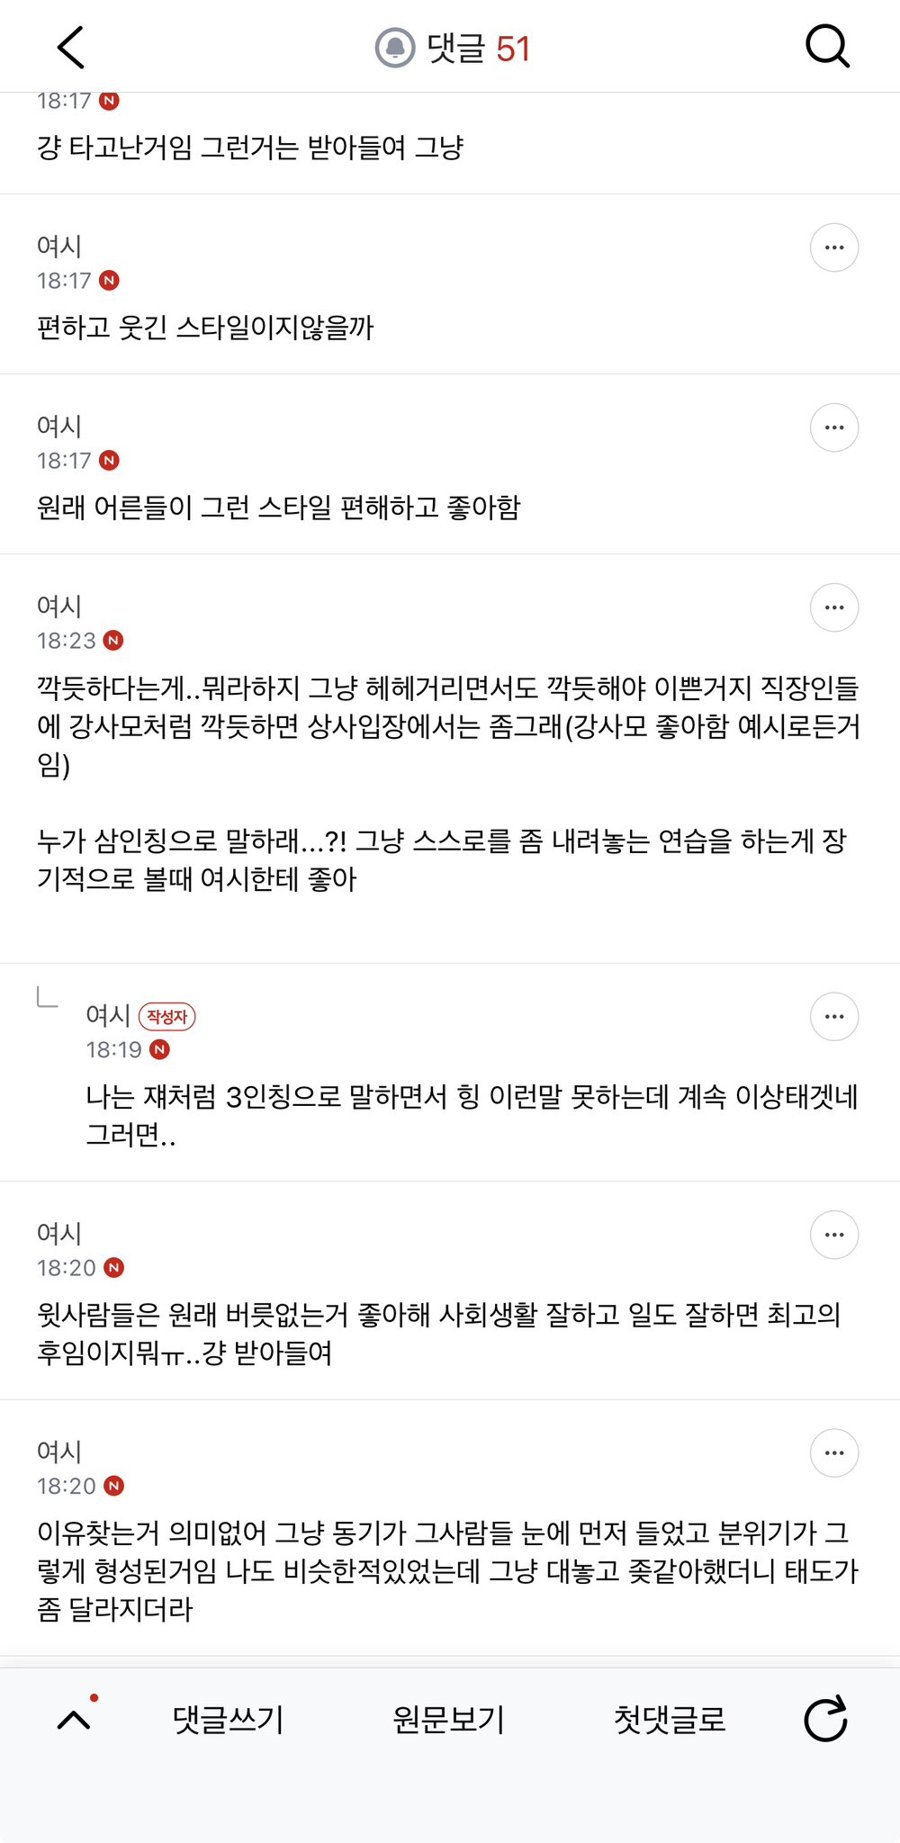 댓글 51
18:17 N
걍 타고난거임 그런거는 받아들여 그냥
여시
18:17 N
편하고 웃긴 스타일이지않을까
여시
18:17 N
원래 어른들이 그런 스타일 편해하고 좋아함
여시
18:23 N
깍듯하다는게..뭐라하지 그냥 헤헤거리면서도 깍듯해야 이쁜거지 직장인들
에 강사모처럼 깍듯하면 상사입장에서는 좀그래(강사모 좋아함 예시로든거
임)
누가 삼인칭으로 말하래...?! 그냥 스스로를 좀 내려놓는 연습을 하는게 장
기적으로 볼때 여시한테 좋아
여시 작성자
18:19 N
나는 쟤처럼 3인칭으로 말하면서 힝 이런말 못하는데 계속 이상태겟네
그러면..
여시
18:20 N
윗사람들은 원래 버릇없는거 좋아해 사회생활 잘하고 일도 잘하면 최고의
후임이지뭐ㅠ..걍 받아들여
여시
18:20 N
이유찾는거 의미없어 그냥 동기가 그사람들 눈에 먼저 들었고 분위기가 그
렇게 형성된거임 나도 비슷한적있었는데 그냥 대놓고 좆같아했더니 태도가
좀 달라지더라
댓글쓰기 원문보기 첫댓글로